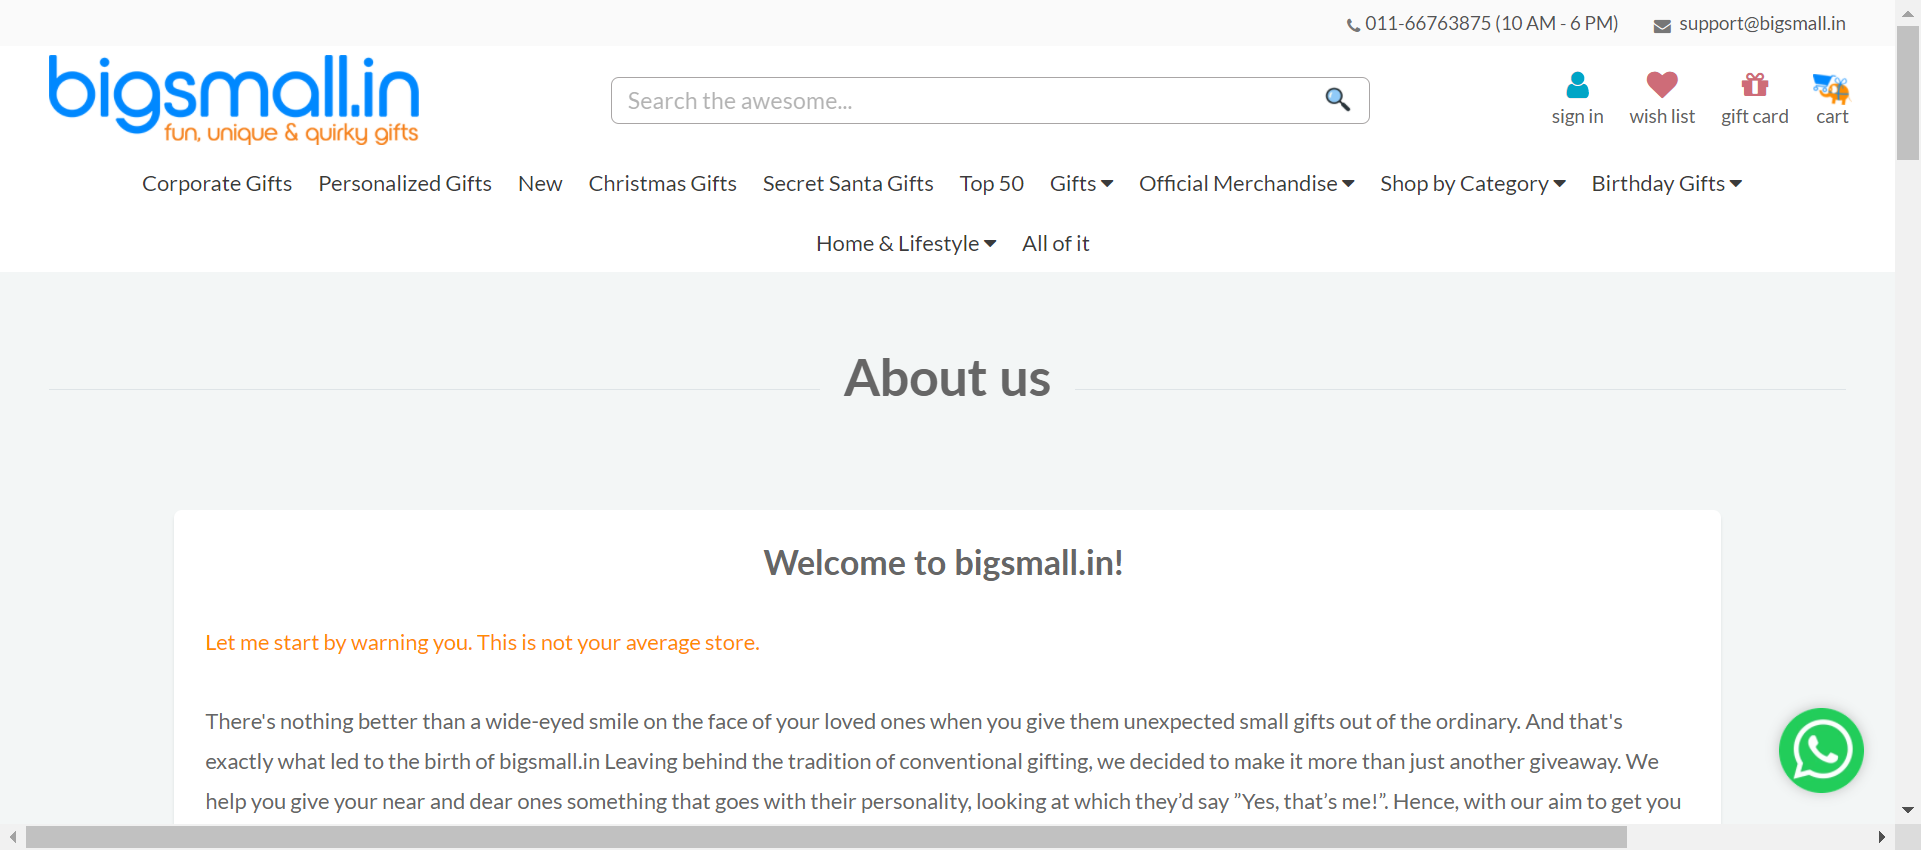 011-66763875 (10 AM - 6 PM) support@bigsmall.in
bigsmall.in
fun, unique & quirky gifts
Search the awesome...
sign in wish list gift card cart
Corporate Gifts Personalized Gifts New Christmas Gifts Secret Santa Gifts Top 50 Gifts Official Merchandise Shop by Category Birthday Gifts
Home & Lifestyle All of it
About us
Welcome to bigsmall.in!
Let me start by warning you. This is not your average store.
There's nothing better than a wide-eyed smile on the face of your loved ones when you give them unexpected small gifts out of the ordinary. And that's
exactly what led to the birth of bigsmall.in Leaving behind the tradition of conventional gifting, we decided to make it more than just another giveaway. We
help you give your near and dear ones something that goes with their personality, looking at which they’d say ”Yes, that’s me!”. Hence, with our aim to get you